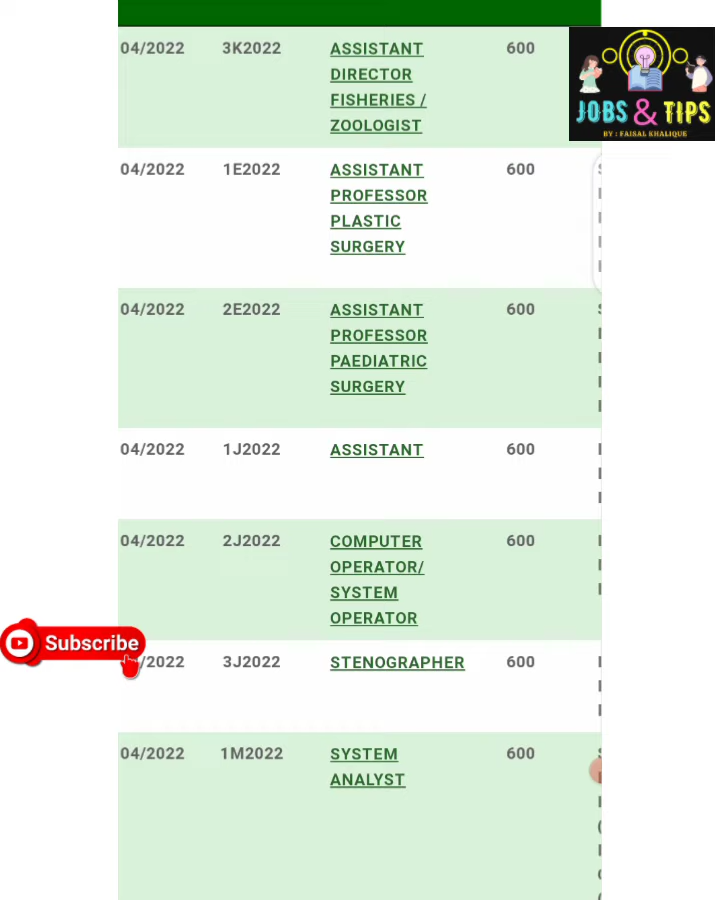 04/2022 3K2022 ASSISTANT 600
DIRECTOR
FISHERIES /
ZOOLOGIST
JOBS & TIPS
BY : FAISAL KHALIQUE
04/2022 1E2022 ASSISTANT 600
PROFESSOR
PLASTIC
SURGERY
04/2022 2E2022 ASSISTANT 600
PROFESSOR
PAEDIATRIC
SURGERY
04/2022 1J2022 ASSISTANT 600
04/2022 2J2022 COMPUTER 600
OPERATOR/
SYSTEM
OPERATOR
Subscribe
/2022 3J2022 STENOGRAPHER 600
04/2022 1M2022 SYSTEM 600
ANALYST